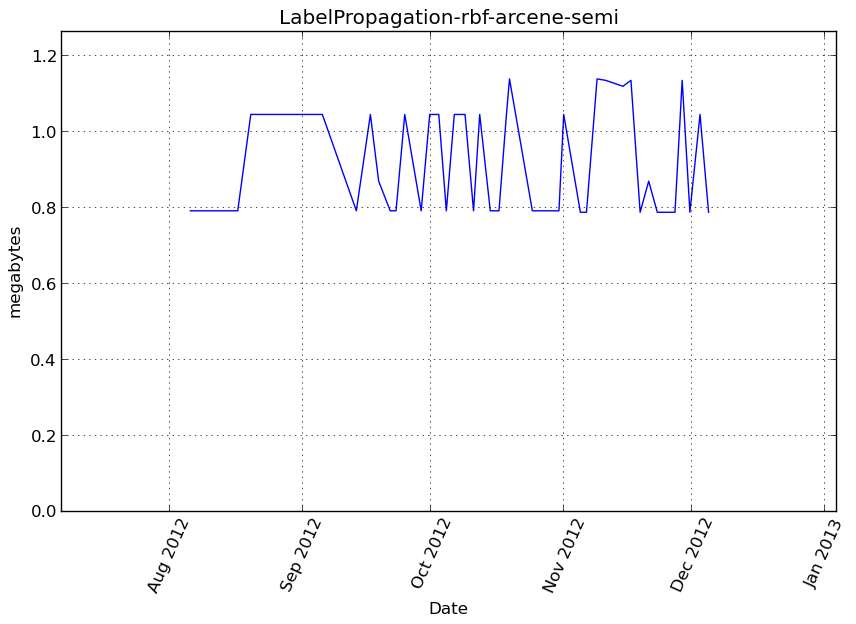 LabelPropagation-rbf-arcene-semi
1.2
1.0
0.8
0.6
0.4
0.2
0.0
megabytes
Aug 2012
Sep 2012
Oct 2012
Nov 2012
Dec 2012
Jan 2013
Date